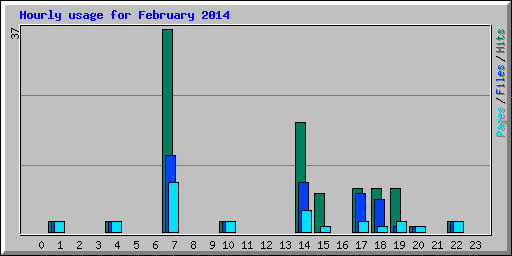 Hourly usage for February 2014
37
Pages/Files/Hits
0 1 2 3 4 5 6 7 8 9 10 11 12 13 14 15 16 17 18 19 20 21 22 23